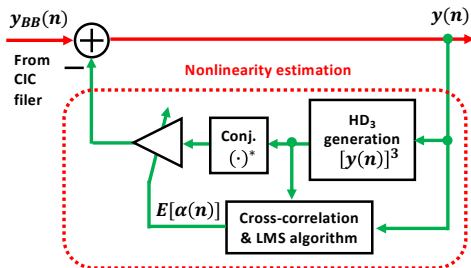 y_BB(n)
y(n)
From
CIC
filer
−
Nonlinearity estimation
Conj.
(·)*
HD₃
generation
[y(n)]³
E[α(n)]
Cross-correlation
& LMS algorithm